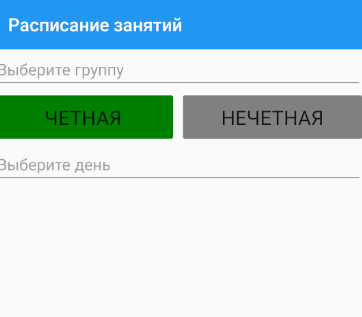 Расписание занятий
Выберите группу
ЧЕТНАЯ
НЕЧЕТНАЯ
Выберите день